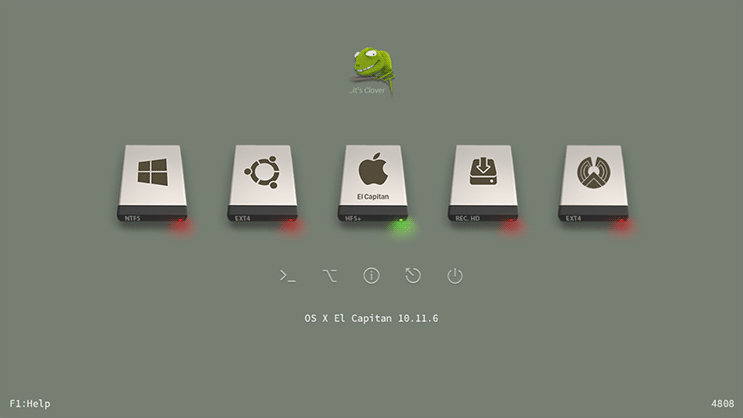 ..it's Clover
El Capitan
NTFS
EXT4
HFS+
REC. HD
EXT4
OS X El Capitan 10.11.6
F1:Help
4808